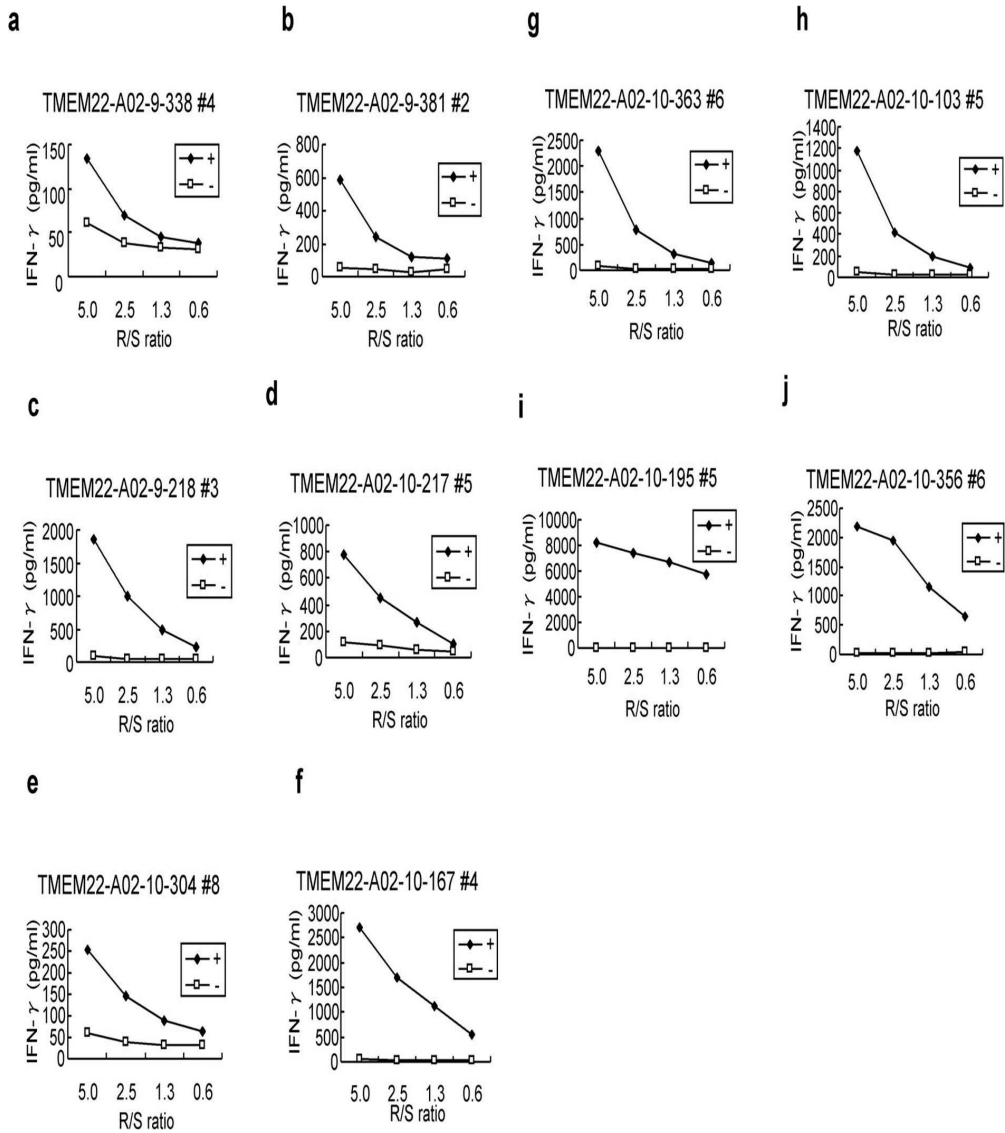 a
TMEM22-A02-9-338 #4
IFN-γ (pg/ml)
150
100
50
0
+
-
5.0 2.5 1.3 0.6
R/S ratio
b
TMEM22-A02-9-381 #2
IFN-γ (pg/ml)
800
600
400
200
0
+
-
5.0 2.5 1.3 0.6
R/S ratio
g
TMEM22-A02-10-363 #6
IFN-γ (pg/ml)
2500
2000
1500
1000
500
0
+
-
5.0 2.5 1.3 0.6
R/S ratio
h
TMEM22-A02-10-103 #5
IFN-γ (pg/ml)
1400
1200
1000
800
600
400
200
0
+
-
5.0 2.5 1.3 0.6
R/S ratio
c
TMEM22-A02-9-218 #3
IFN-γ (pg/ml)
2000
1500
1000
500
0
+
-
5.0 2.5 1.3 0.6
R/S ratio
d
TMEM22-A02-10-217 #5
IFN-γ (pg/ml)
1000
800
600
400
200
0
+
-
5.0 2.5 1.3 0.6
R/S ratio
i
TMEM22-A02-10-195 #5
IFN-γ (pg/ml)
10000
8000
6000
4000
2000
0
+
-
5.0 2.5 1.3 0.6
R/S ratio
j
TMEM22-A02-10-356 #6
IFN-γ (pg/ml)
2500
2000
1500
1000
500
0
+
-
5.0 2.5 1.3 0.6
R/S ratio
e
TMEM22-A02-10-304 #8
IFN-γ (pg/ml)
300
250
200
150
100
50
0
+
-
5.0 2.5 1.3 0.6
R/S ratio
f
TMEM22-A02-10-167 #4
IFN-γ (pg/ml)
3000
2500
2000
1500
1000
500
0
+
-
5.0 2.5 1.3 0.6
R/S ratio